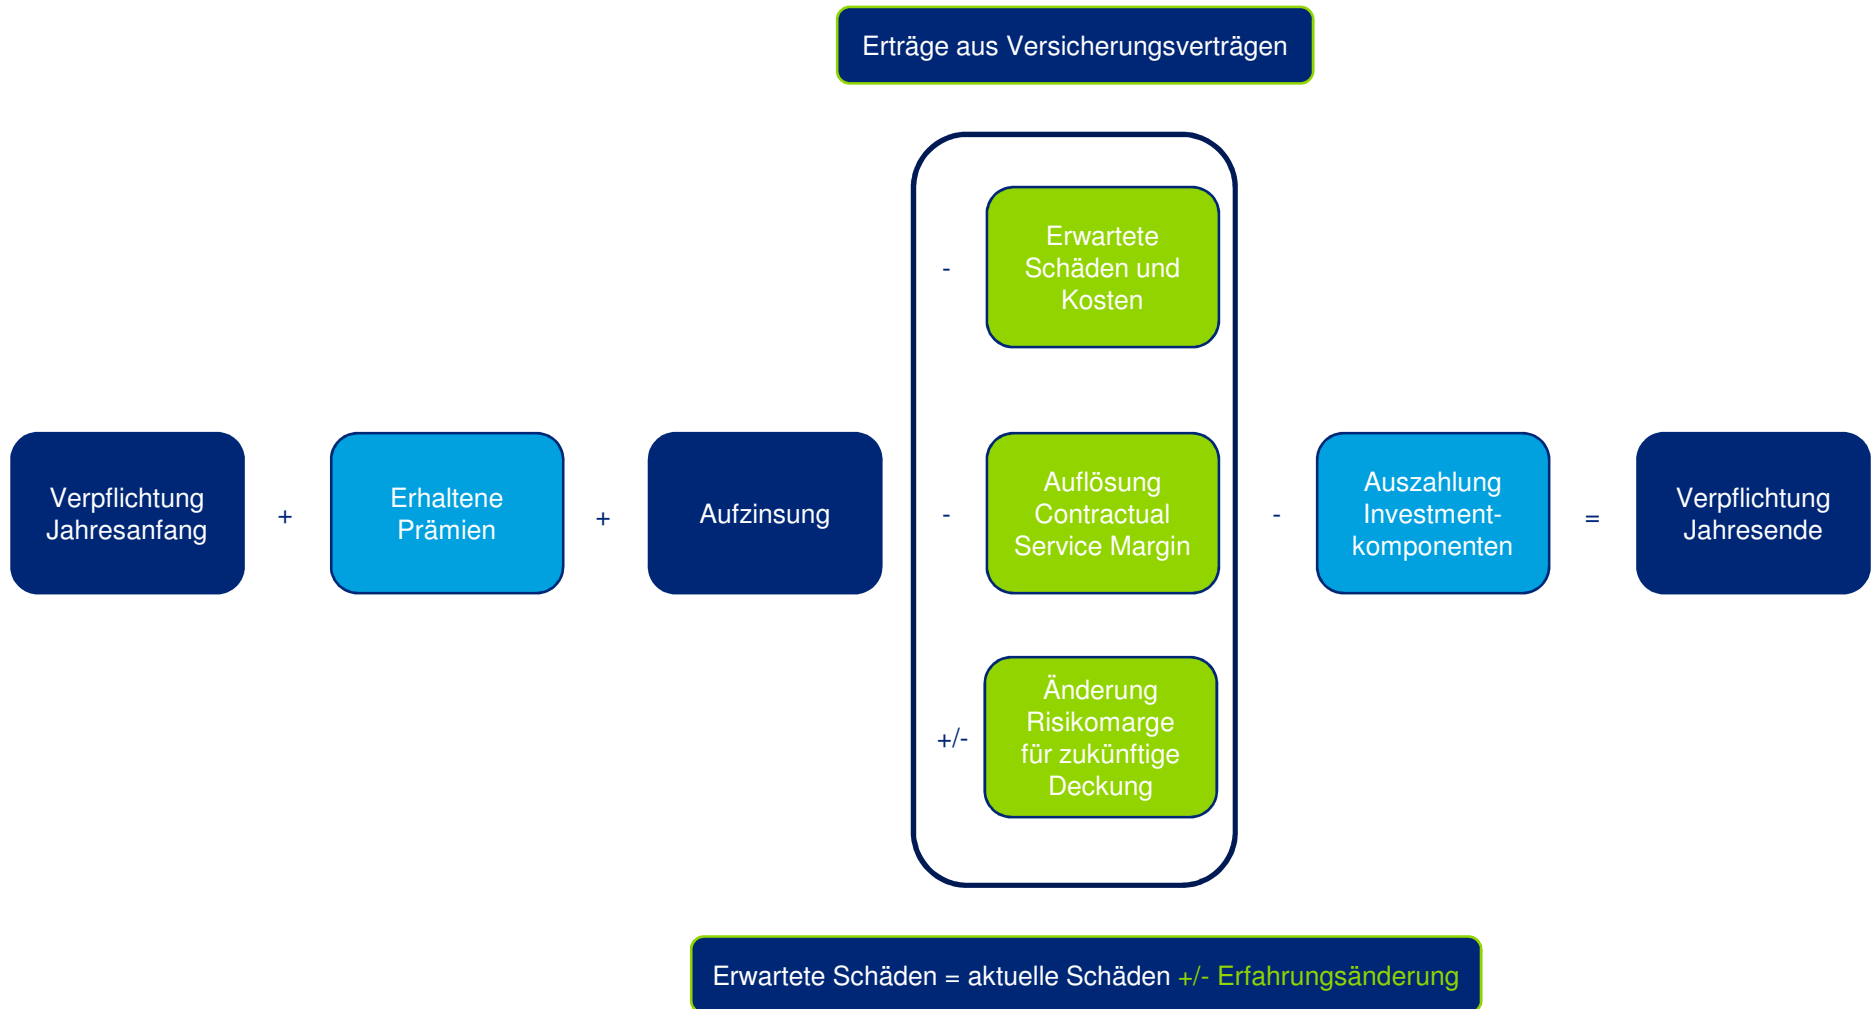 Erträge aus Versicherungsverträgen
-
Erwartete
Schäden und
Kosten
Verpflichtung
Jahresanfang
+
Erhaltene
Prämien
+
Aufzinsung
-
Auflösung
Contractual
Service Margin
-
Auszahlung
Investment-
komponenten
=
Verpflichtung
Jahresende
+/-
Änderung
Risikomarge
für zukünftige
Deckung
Erwartete Schäden = aktuelle Schäden +/- Erfahrungsänderung